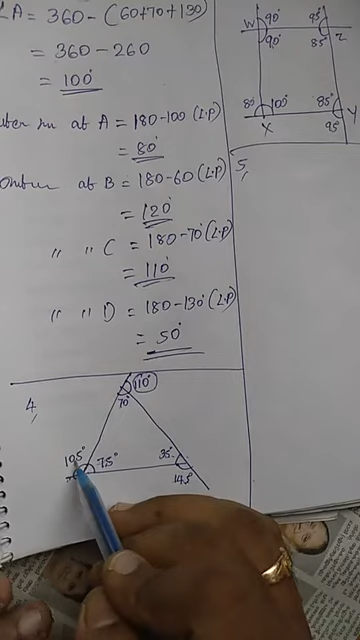 ∠A = 360 - (60+70+130)
= 360 - 260
= 100°
at A = 180-100 (L.P)
= 80°
at B = 180-60 (L.P)
= 120°
" " C = 180-70° (L.P)
= 110°
" " D = 180-130° (L.P)
= 50°
W 90° 95° Z
90° 85°
80° 100° 85° Y
X 95°
5,
4,
110°
70°
105° 75° 35°
145°